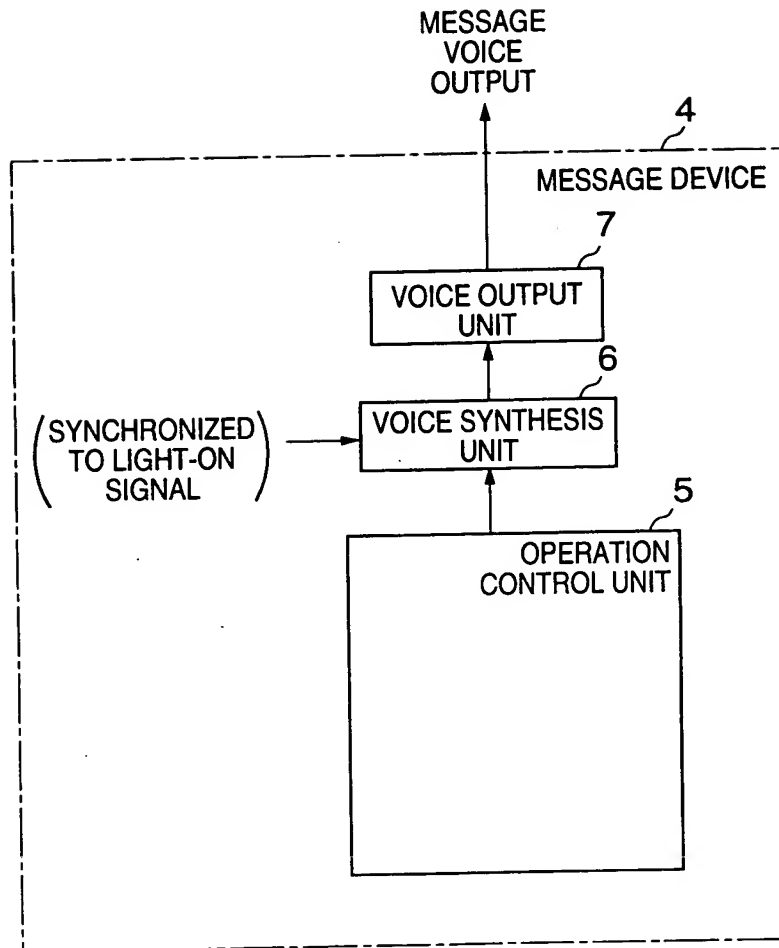 MESSAGE
VOICE
OUTPUT
4
MESSAGE DEVICE
7
VOICE OUTPUT
UNIT
6
VOICE SYNTHESIS
UNIT
(SYNCHRONIZED
TO LIGHT-ON
SIGNAL)
5
OPERATION
CONTROL UNIT